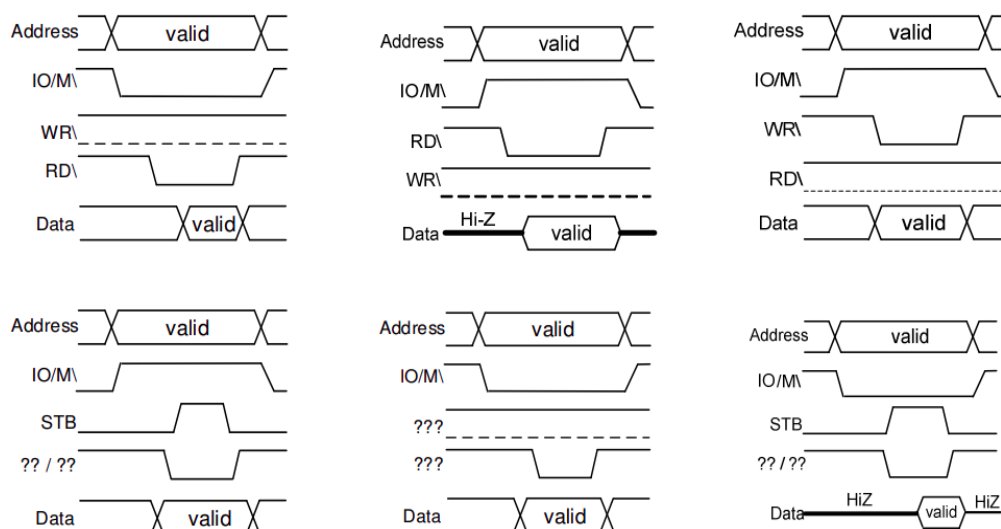 Address valid
IO/M\
WR\
RD\
Data valid
Address valid
IO/M\
RD\
WR\
Hi-Z
Data valid
Address valid
IO/M\
WR\
RD\
Data valid
Address valid
IO/M\
STB
?? / ??
Data valid
Address valid
IO/M\
???
???
Data valid
Address valid
IO/M\
STB
?? / ??
HiZ HiZ
Data valid